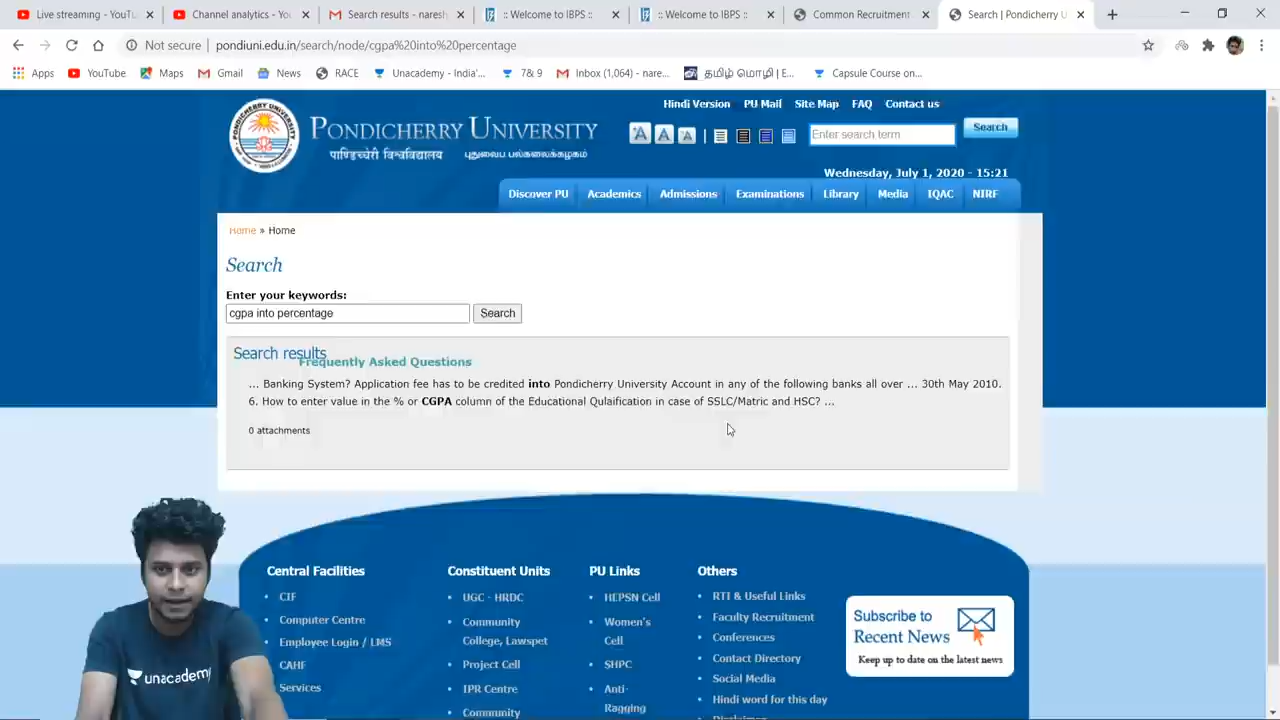 Live streaming - YouTu
Channel analytics - You
Search results - naresh
:: Welcome to IBPS ::
:: Welcome to IBPS ::
Common Recruitment
Search | Pondicherry U
Not secure | pondiuni.edu.in/search/node/cgpa%20into%20percentage
Apps YouTube Maps Gmail News RACE Unacademy - India'... 7& 9 Inbox (1,064) - nare... தமிழ் மொழி | E... Capsule Course on...
Hindi Version PU Mail Site Map FAQ Contact us
PONDICHERRY UNIVERSITY
पाण्डिच्चेरी विश्वविद्यालय புதுவைப் பல்கலைக்கழகம்
A A A | Enter search term Search
Wednesday, July 1, 2020 - 15:21
Discover PU Academics Admissions Examinations Library Media IQAC NIRF
Home » Home
Search
Enter your keywords:
cgpa into percentage Search
Search results
Frequently Asked Questions
... Banking System? Application fee has to be credited into Pondicherry University Account in any of the following banks all over ... 30th May 2010.
6. How to enter value in the % or CGPA column of the Educational Qulaification in case of SSLC/Matric and HSC? ...
0 attachments
Central Facilities
CIF
Computer Centre
Employee Login / LMS
CAHF
Services
Constituent Units
UGC - HRDC
Community
College, Lawspet
Project Cell
IPR Centre
Community
PU Links
HEPSN Cell
Women's
Cell
SHPC
Anti-
Ragging
Others
RTI & Useful Links
Faculty Recruitment
Conferences
Contact Directory
Social Media
Hindi word for this day
Disclaimer
Subscribe to
Recent News
Keep up to date on the latest news
unacademy